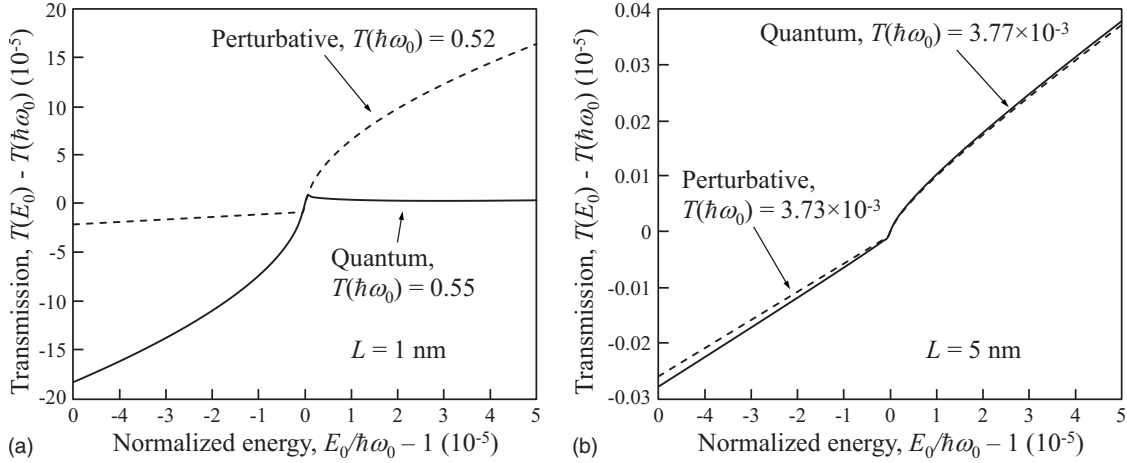 20
15
10
5
0
-5
-10
-15
-20
Transmission, T(E₀) - T(ħω₀) (10⁻⁵)
Perturbative, T(ħω₀) = 0.52
Quantum,
T(ħω₀) = 0.55
L = 1 nm
0 -4 -3 -2 -1 0 1 2 3 4 5
(a) Normalized energy, E₀/ħω₀ – 1 (10⁻⁵)
0.04
0.03
0.02
0.01
0
-0.01
-0.02
-0.03
Transmission, T(E₀) - T(ħω₀) (10⁻⁵)
Quantum, T(ħω₀) = 3.77×10⁻³
Perturbative,
T(ħω₀) = 3.73×10⁻³
L = 5 nm
0 -4 -3 -2 -1 0 1 2 3 4 5
(b) Normalized energy, E₀/ħω₀ – 1 (10⁻⁵)